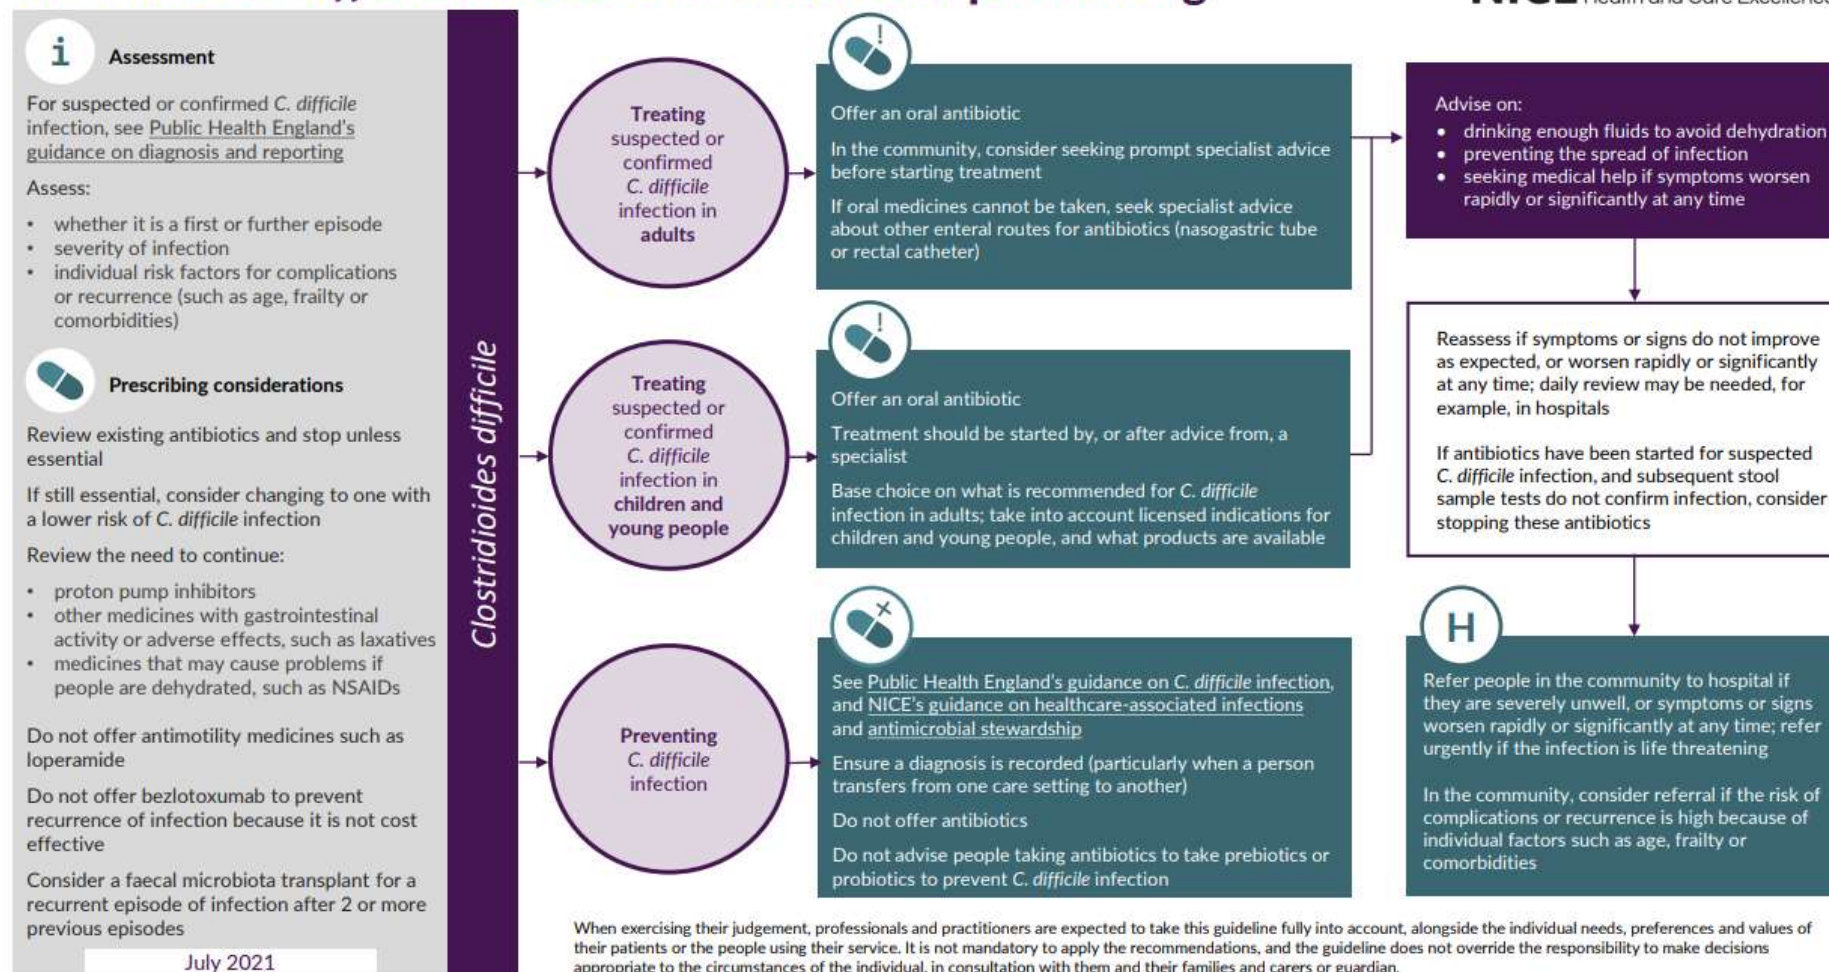 Health and Care Excellence
i
Assessment
For suspected or confirmed C. difficile
infection, see Public Health England's
guidance on diagnosis and reporting
Assess:
• whether it is a first or further episode
• severity of infection
• individual risk factors for complications
or recurrence (such as age, frailty or
comorbidities)
Prescribing considerations
Review existing antibiotics and stop unless
essential
If still essential, consider changing to one with
a lower risk of C. difficile infection
Review the need to continue:
• proton pump inhibitors
• other medicines with gastrointestinal
activity or adverse effects, such as laxatives
• medicines that may cause problems if
people are dehydrated, such as NSAIDs
Do not offer antimotility medicines such as
loperamide
Do not offer bezlotoxumab to prevent
recurrence of infection because it is not cost
effective
Consider a faecal microbiota transplant for a
recurrent episode of infection after 2 or more
previous episodes
July 2021
Clostridioides difficile
Treating
suspected or
confirmed
C. difficile
infection in
adults
!
Offer an oral antibiotic
In the community, consider seeking prompt specialist advice
before starting treatment
If oral medicines cannot be taken, seek specialist advice
about other enteral routes for antibiotics (nasogastric tube
or rectal catheter)
Treating
suspected or
confirmed
C. difficile
infection in
children and
young people
!
Offer an oral antibiotic
Treatment should be started by, or after advice from, a
specialist
Base choice on what is recommended for C. difficile
infection in adults; take into account licensed indications for
children and young people, and what products are available
Preventing
C. difficile
infection
See Public Health England's guidance on C. difficile infection,
and NICE's guidance on healthcare-associated infections
and antimicrobial stewardship
Ensure a diagnosis is recorded (particularly when a person
transfers from one care setting to another)
Do not offer antibiotics
Do not advise people taking antibiotics to take prebiotics or
probiotics to prevent C. difficile infection
Advise on:
• drinking enough fluids to avoid dehydration
• preventing the spread of infection
• seeking medical help if symptoms worsen
rapidly or significantly at any time
Reassess if symptoms or signs do not improve
as expected, or worsen rapidly or significantly
at any time; daily review may be needed, for
example, in hospitals
If antibiotics have been started for suspected
C. difficile infection, and subsequent stool
sample tests do not confirm infection, consider
stopping these antibiotics
H
Refer people in the community to hospital if
they are severely unwell, or symptoms or signs
worsen rapidly or significantly at any time; refer
urgently if the infection is life threatening
In the community, consider referral if the risk of
complications or recurrence is high because of
individual factors such as age, frailty or
comorbidities
When exercising their judgement, professionals and practitioners are expected to take this guideline fully into account, alongside the individual needs, preferences and values of
their patients or the people using their service. It is not mandatory to apply the recommendations, and the guideline does not override the responsibility to make decisions
appropriate to the circumstances of the individual, in consultation with them and their families and carers or guardian.